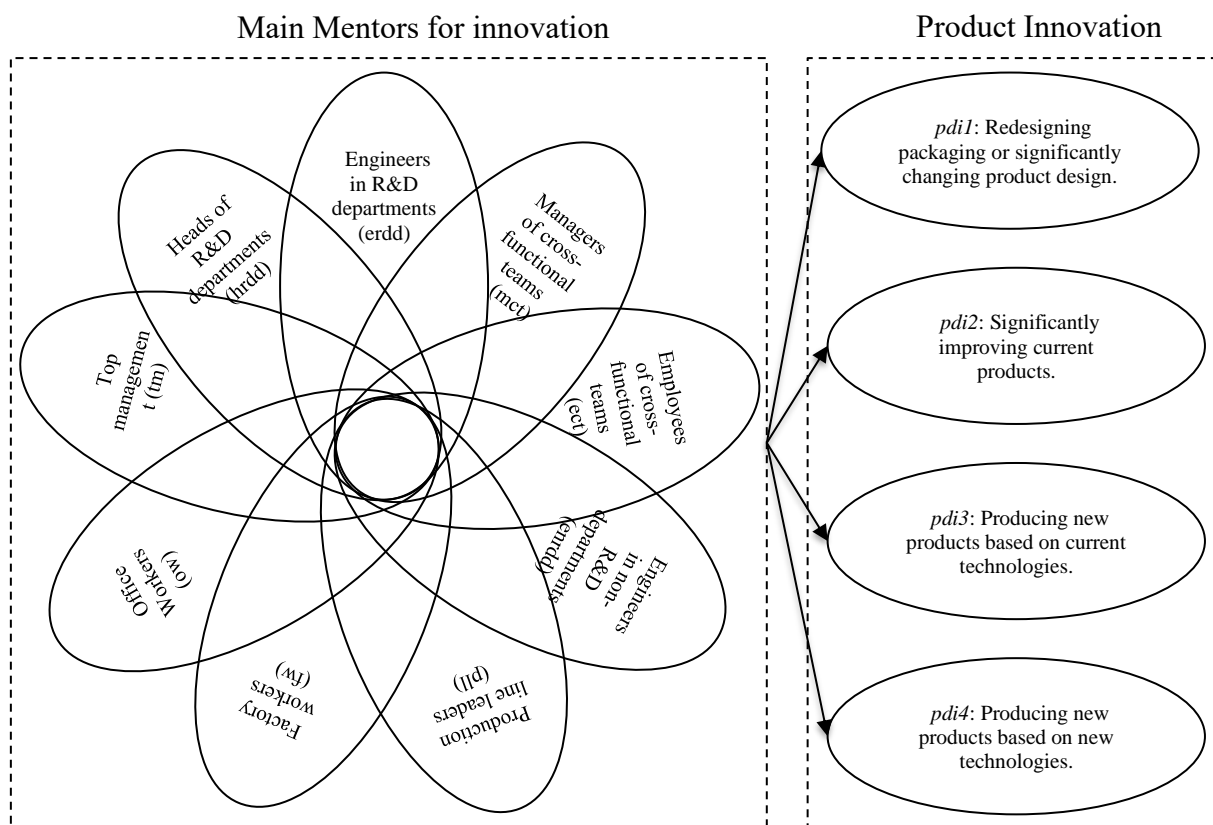 Main Mentors for innovation
Product Innovation
Engineers
in R&D
departments
(erdd)
Managers
of cross-
functional
teams
(mct)
Employees
of cross-
functional
teams
(ect)
Engineers
in non-
R&D
departments
(enrdd)
Production
line leaders
(pll)
Factory
workers
(fw)
Office
Workers
(ow)
Top
managemen
t (tm)
Heads of
R&D
departments
(hrdd)
pdi1: Redesigning
packaging or significantly
changing product design.
pdi2: Significantly
improving current
products.
pdi3: Producing new
products based on current
technologies.
pdi4: Producing new
products based on new
technologies.